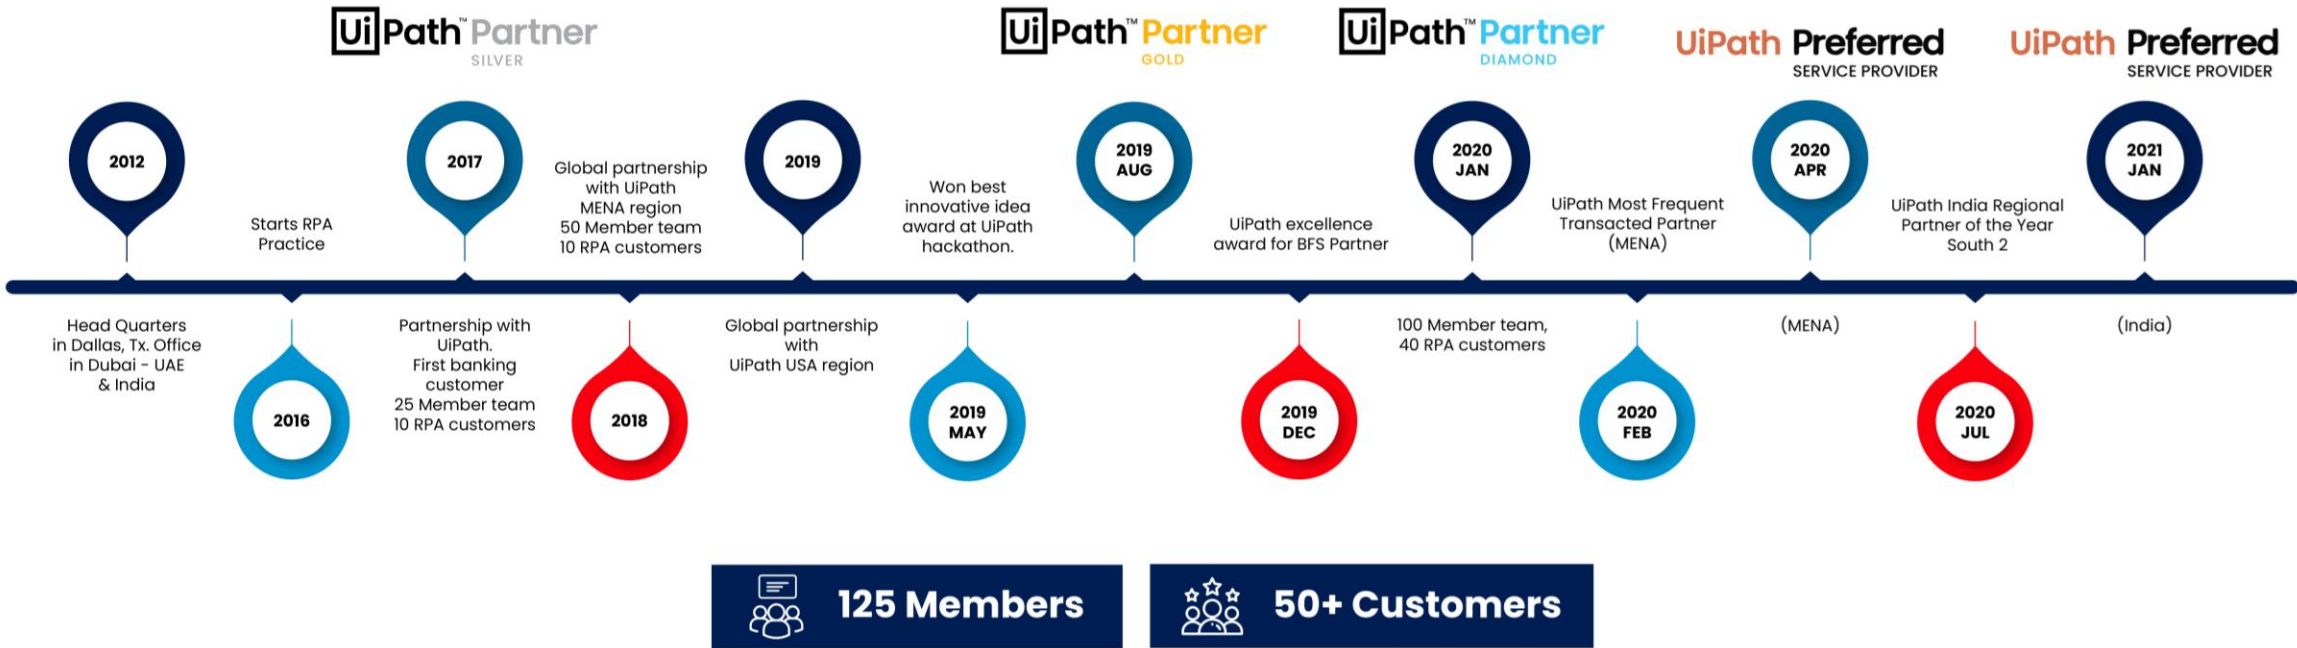 UiPath™ Partner
SILVER
UiPath™ Partner
GOLD
UiPath™ Partner
DIAMOND
UiPath Preferred
SERVICE PROVIDER
UiPath Preferred
SERVICE PROVIDER
2012
Head Quarters
in Dallas, Tx. Office
in Dubai - UAE
& India
Starts RPA
Practice
2016
2017
Partnership with
UiPath.
First banking
customer
25 Member team
10 RPA customers
Global partnership
with UiPath
MENA region
50 Member team
10 RPA customers
2018
2019
Global partnership
with
UiPath USA region
Won best
innovative idea
award at UiPath
hackathon.
2019
MAY
2019
AUG
UiPath excellence
award for BFS Partner
2019
DEC
2020
JAN
100 Member team,
40 RPA customers
UiPath Most Frequent
Transacted Partner
(MENA)
2020
FEB
2020
APR
(MENA)
UiPath India Regional
Partner of the Year
South 2
2020
JUL
2021
JAN
(India)
125 Members
50+ Customers